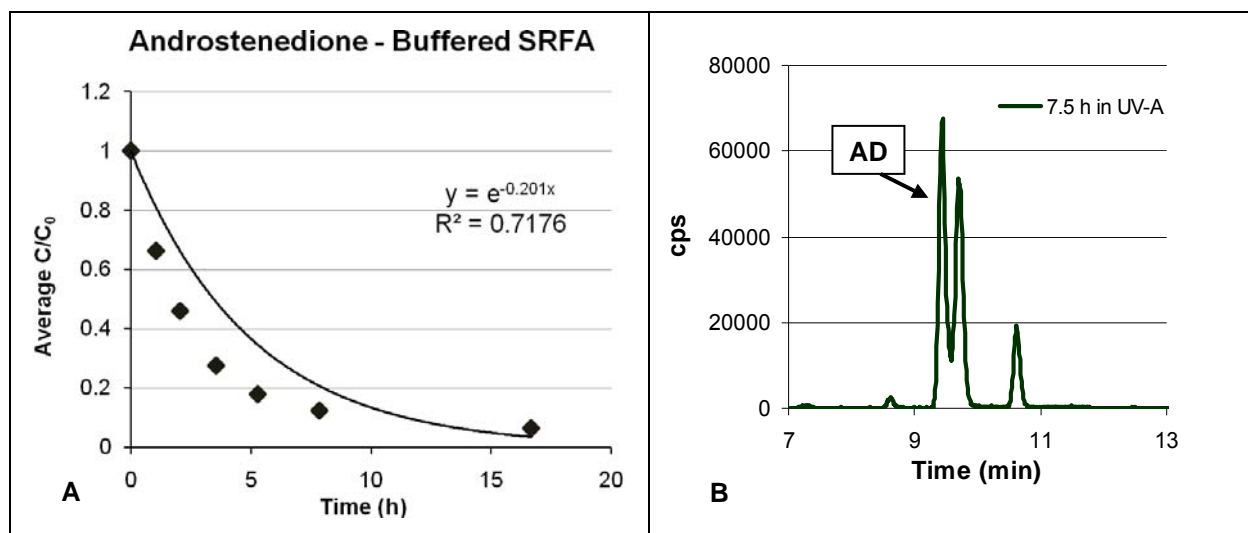 Androstenedione - Buffered SRFA
1.2
1
0.8
0.6
0.4
0.2
0
Average C/C₀
y = e^-0.201x
R² = 0.7176
0 5 10 15 20
Time (h)
A
80000
60000
40000
20000
0
cps
7.5 h in UV-A
AD
7 9 11 13
Time (min)
B